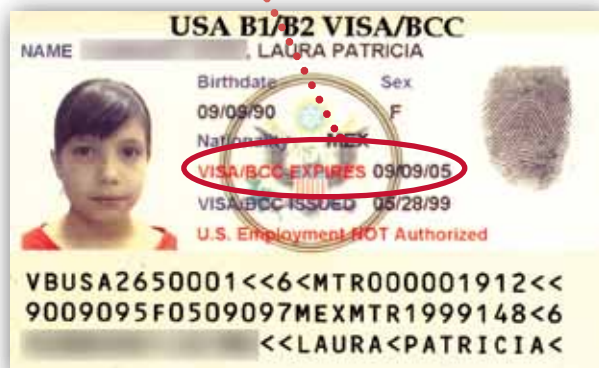 USA B1/B2 VISA/BCC
NAME , LAURA PATRICIA
Birthdate Sex
09/09/90 F
Nationality MEX
VISA/BCC EXPIRES 09/09/05
VISA/BCC ISSUED 05/28/99
U.S. Employment NOT Authorized
VBUSA2650001<<6<MTR000001912<<
9009095F0509097MEXMTR1999148<6
<<LAURA<PATRICIA<